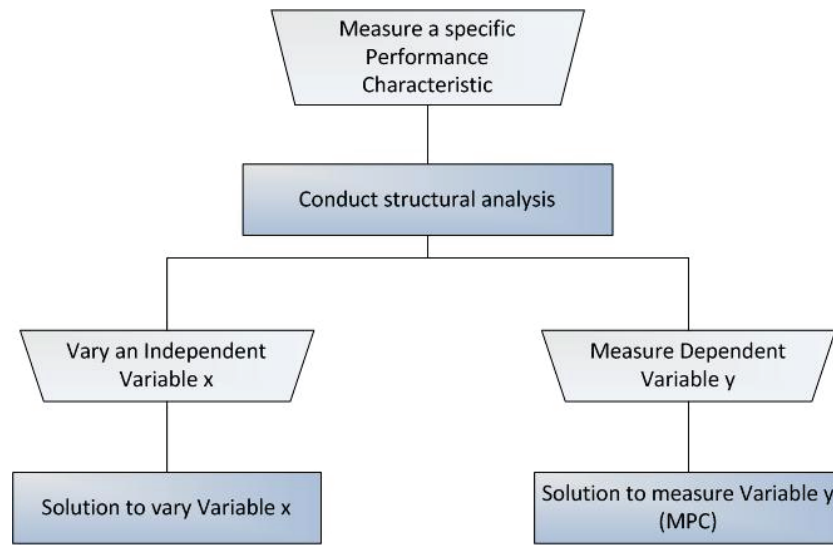 Measure a specific
Performance
Characteristic
Conduct structural analysis
Vary an Independent
Variable x
Measure Dependent
Variable y
Solution to vary Variable x
Solution to measure Variable y
(MPC)